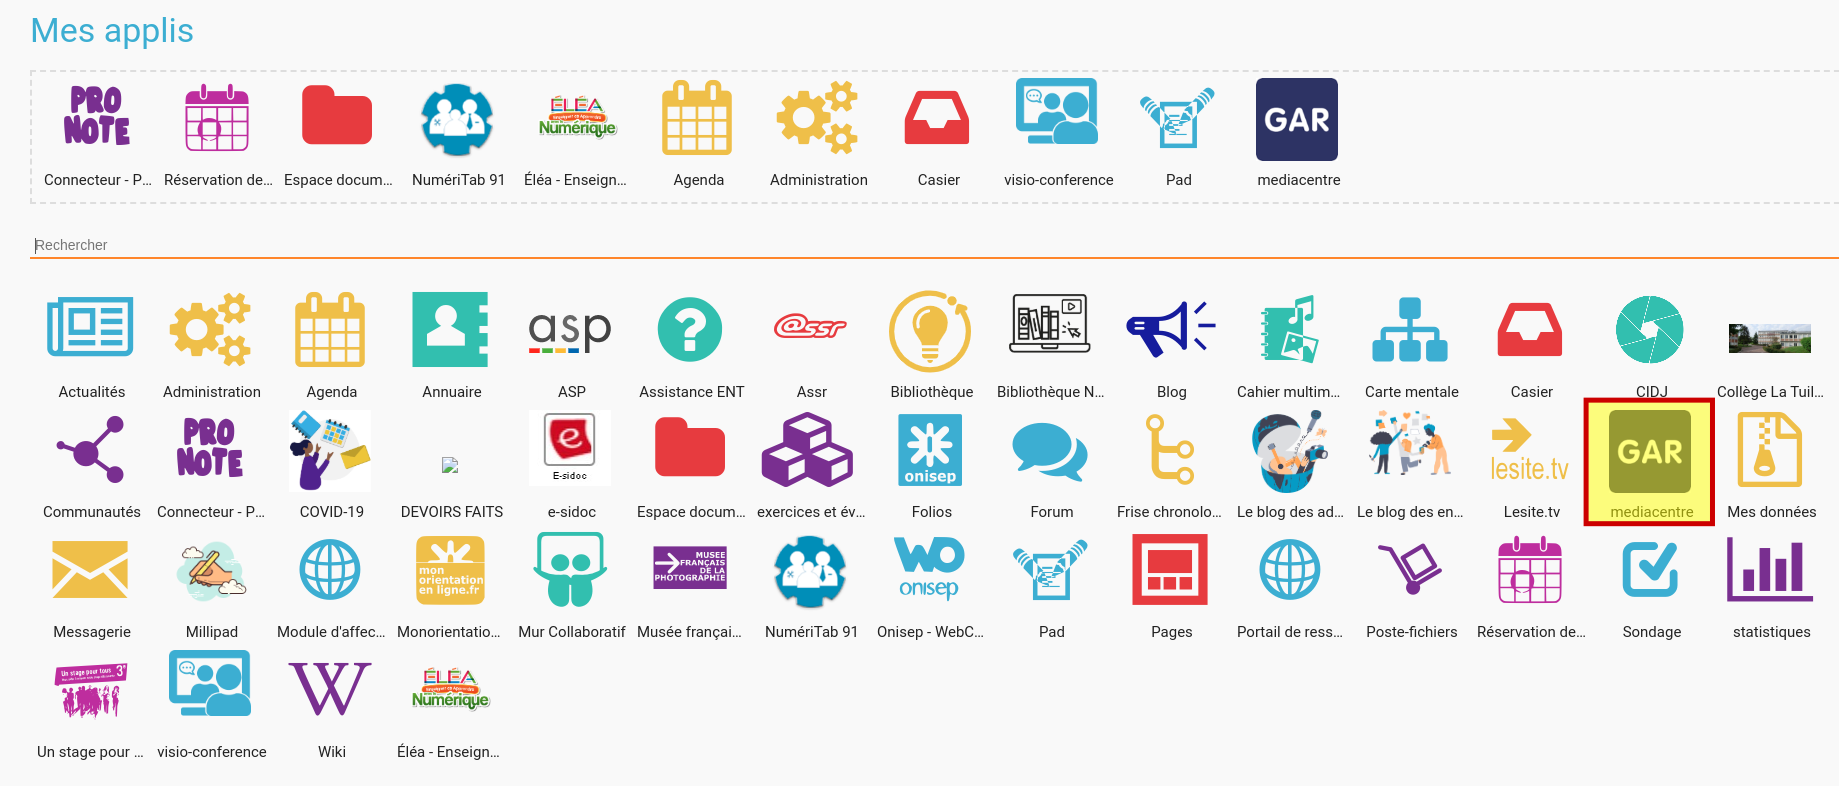 Mes applis
PRO
NOTE
ÉLÉA
Numérique
GAR
Connecteur - P...
Réservation de...
Espace docum...
NumériTab 91
Éléa - Enseign...
Agenda
Administration
Casier
visio-conference
Pad
mediacentre
Rechercher
asp
?
@ssr
Actualités
Administration
Agenda
Annuaire
ASP
Assistance ENT
Assr
Bibliothèque
Bibliothèque N...
Blog
Cahier multim...
Carte mentale
Casier
CIDJ
Collège La Tuil...
PRO
NOTE
e
E-sidoc
onisep
lesite.tv
GAR
Communautés
Connecteur - P...
COVID-19
DEVOIRS FAITS
e-sidoc
Espace docum...
exercices et év...
Folios
Forum
Frise chronolo...
Le blog des ad...
Le blog des en...
Lesite.tv
mediacentre
Mes données
mon
orientation
en ligne.fr
MUSEE
FRANÇAIS
DE LA
PHOTOGRAPHIE
WO
onisep
Messagerie
Millipad
Module d'affec...
Monorientatio...
Mur Collaboratif
Musée françai...
NumériTab 91
Onisep - WebC...
Pad
Pages
Portail de ress...
Poste-fichiers
Réservation de...
Sondage
statistiques
Un stage pour tous
3e
W
ÉLÉA
Numérique
Un stage pour ...
visio-conference
Wiki
Éléa - Enseign...